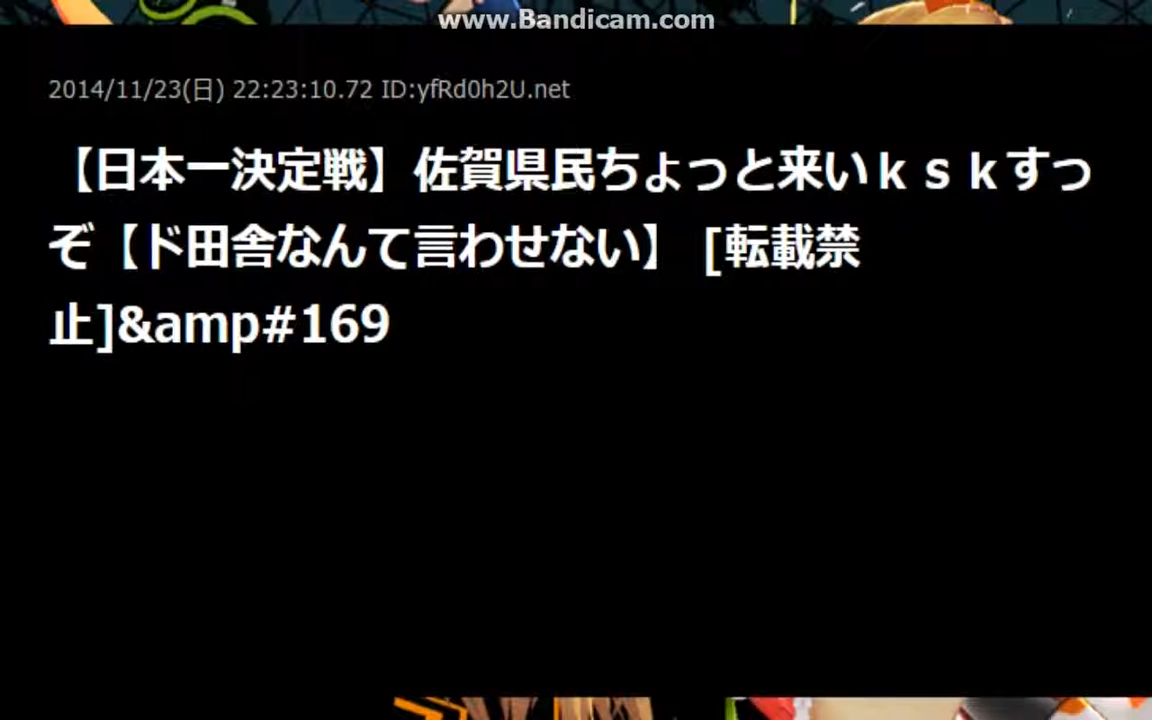 www.Bandicam.com
2014/11/23(日) 22:23:10.72 ID:yfRd0h2U.net
【日本一決定戦】佐賀県民ちょっと来いｋｓｋすっ
ぞ【ド田舎なんて言わせない】 [転載禁
止]&amp#169